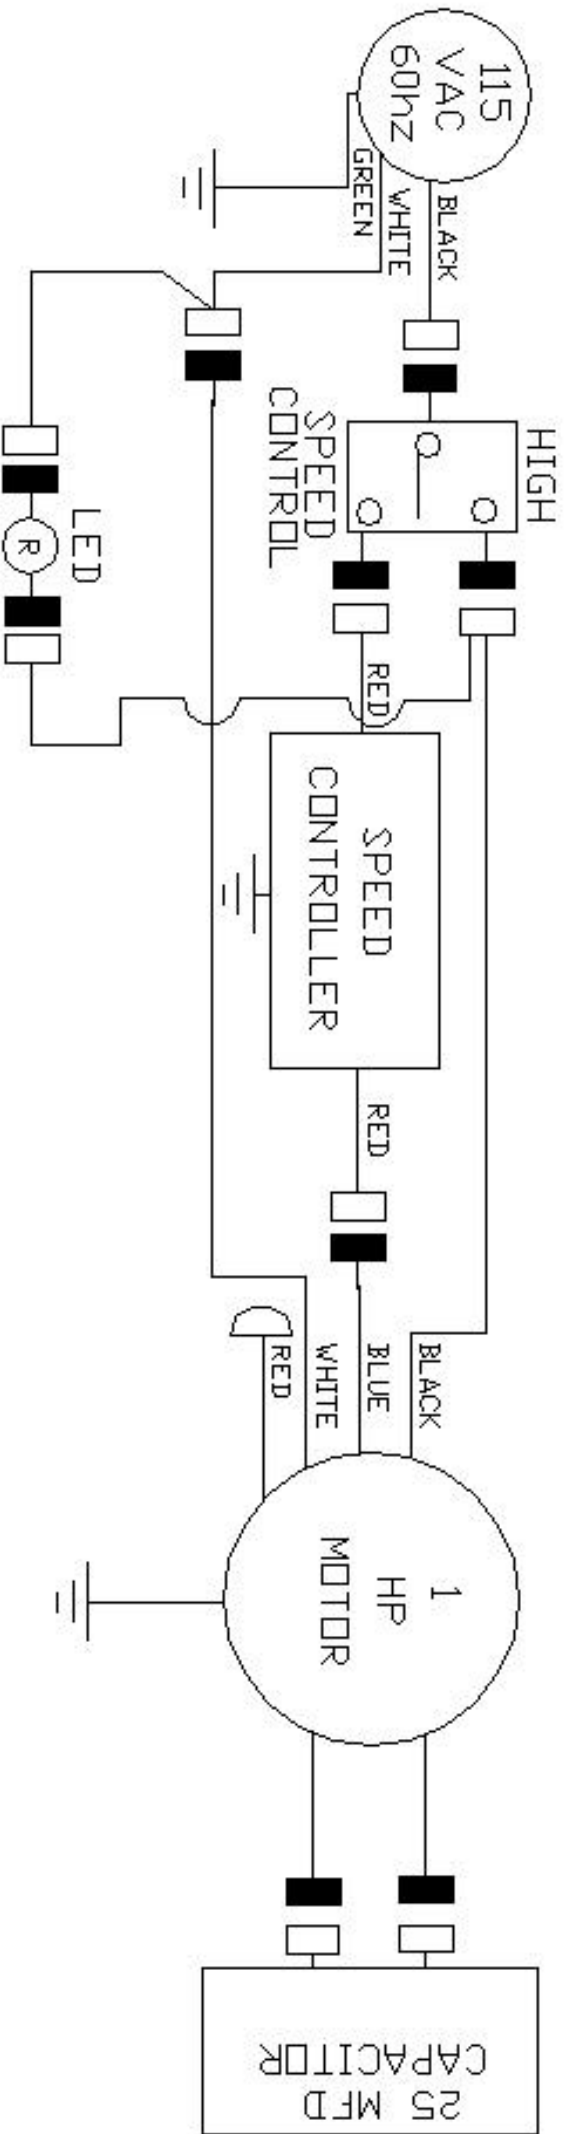 115
VAC
60hz
BLACK
WHITE
GREEN
HIGH
SPEED
CONTROL
LED
R
RED
SPEED
CONTROLLER
RED
BLACK
BLUE
WHITE
RED
1
HP
MOTOR
25 MFD
CAPACITOR